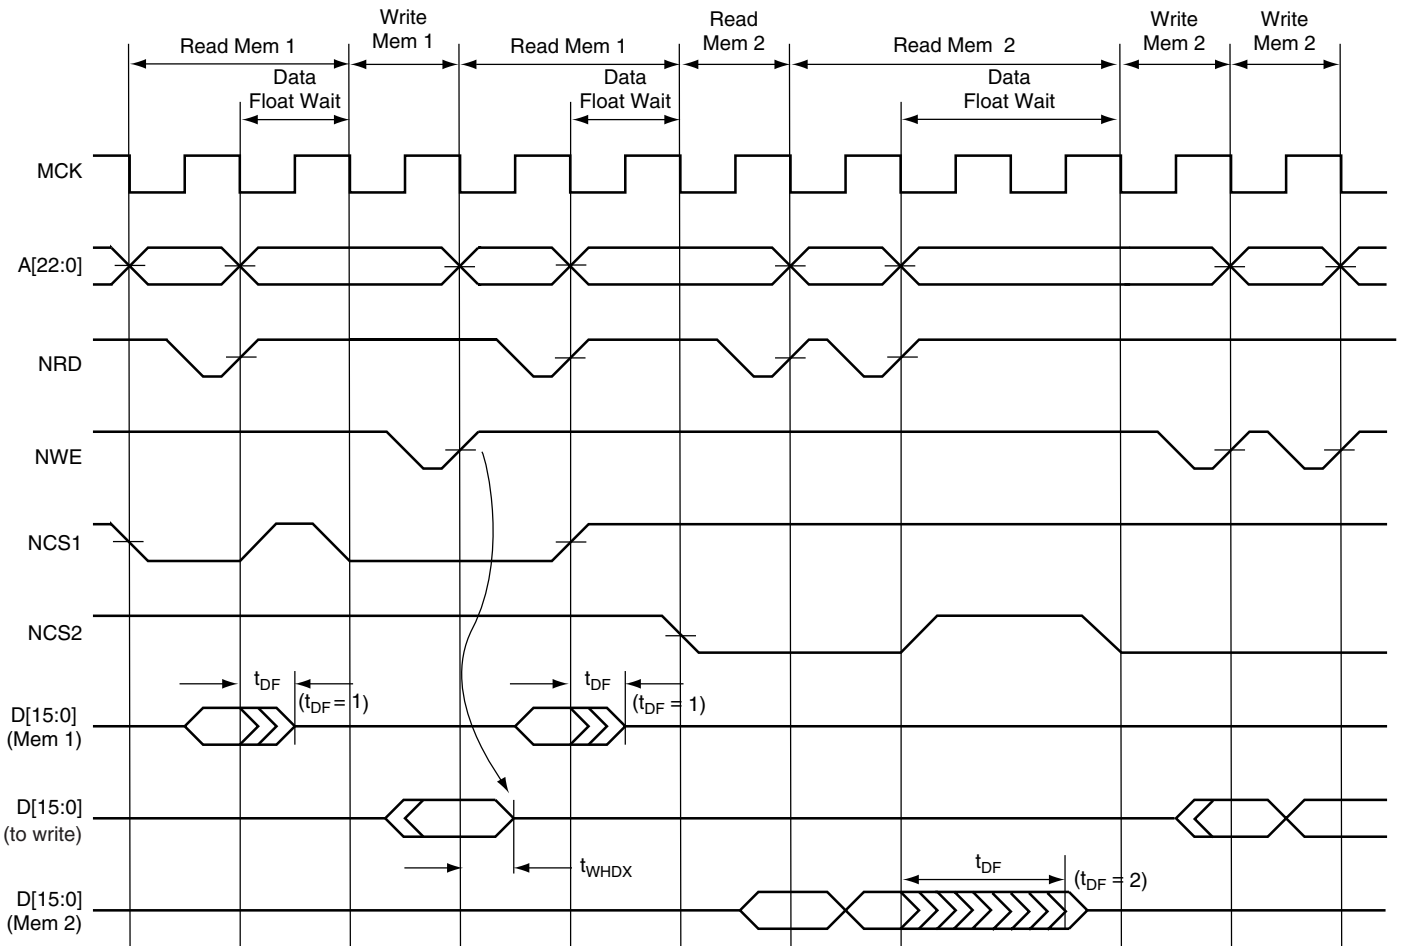 Write Read Write Write
Read Mem 1 Mem 1 Read Mem 1 Mem 2 Read Mem 2 Mem 2 Mem 2
Data Data Data
Float Wait Float Wait Float Wait
MCK
A[22:0]
NRD
NWE
NCS1
NCS2
tDF tDF
(tDF = 1) (tDF = 1)
D[15:0]
(Mem 1)
D[15:0]
(to write)
tWHDX
tDF
(tDF = 2)
D[15:0]
(Mem 2)